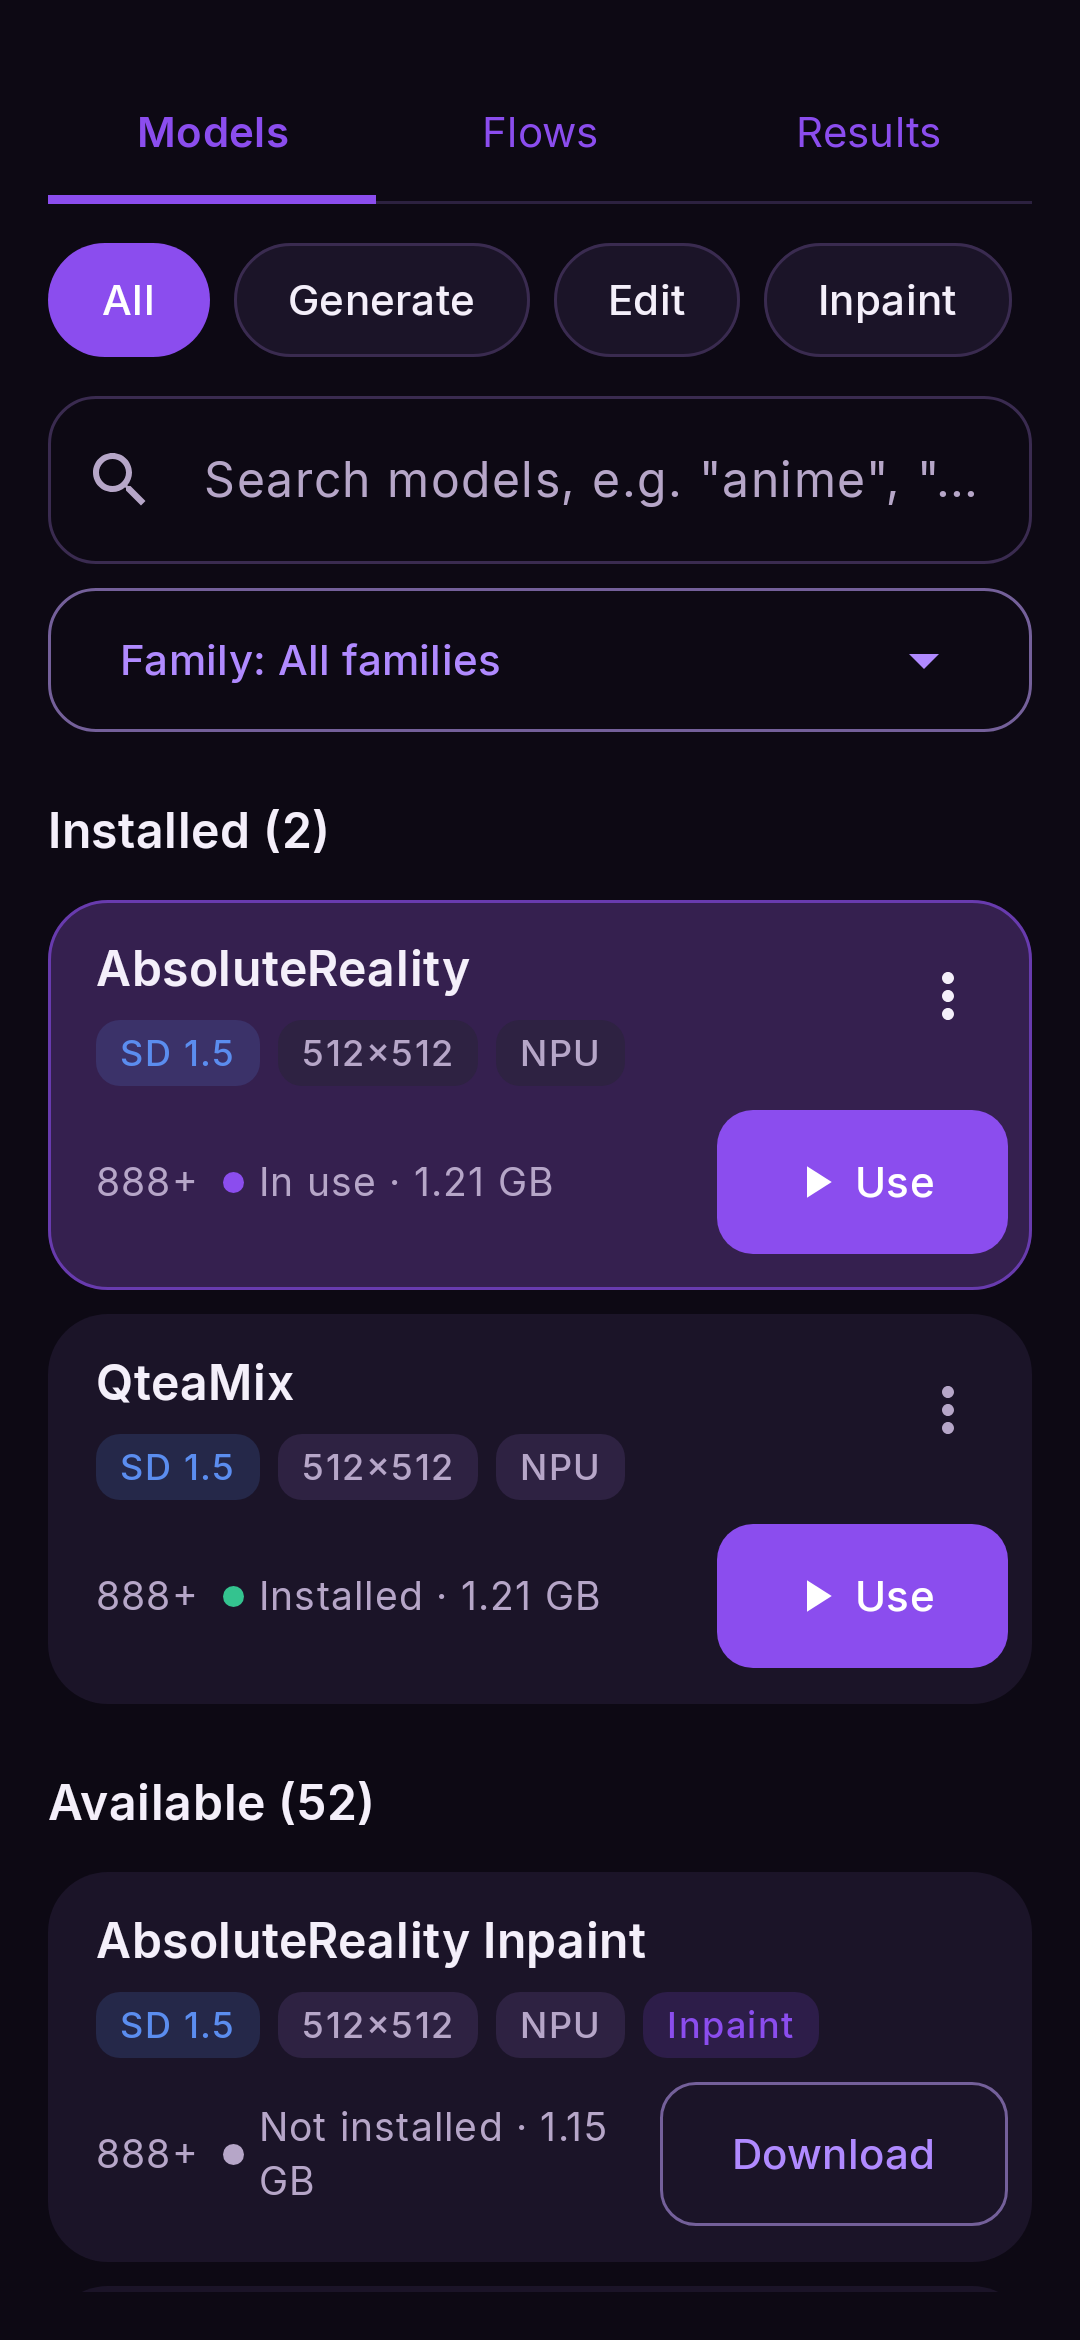 Models
Flows
Results
All
Generate
Edit
Inpaint
Search models, e.g. "anime", "...
Family: All families
Installed (2)
AbsoluteReality
SD 1.5
512×512
NPU
888+
In use · 1.21 GB
Use
QteaMix
SD 1.5
512×512
NPU
888+
Installed · 1.21 GB
Use
Available (52)
AbsoluteReality Inpaint
SD 1.5
512×512
NPU
Inpaint
888+
Not installed · 1.15
GB
Download